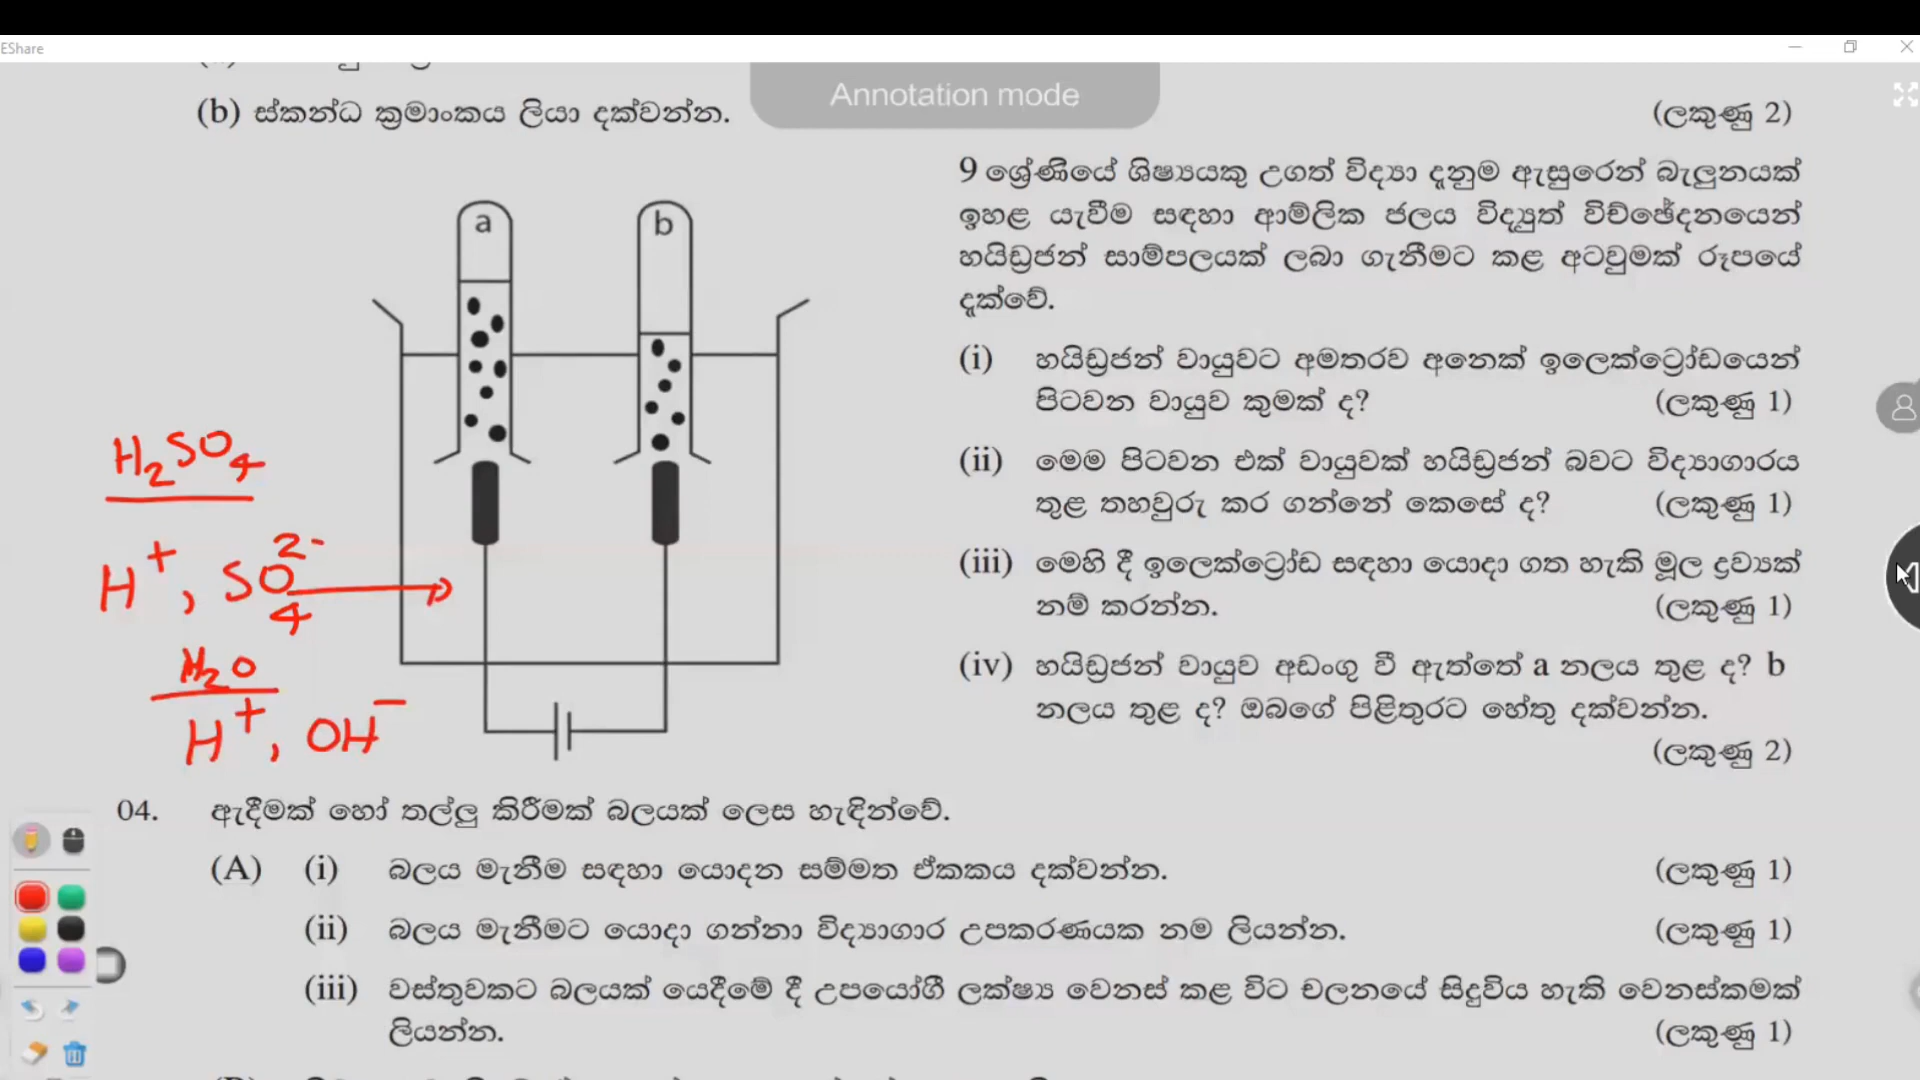 EShare
Annotation mode
(b) ස්කන්ධ ක්‍රමාංකය ලියා දක්වන්න. (ලකුණු 2)
a b
9 ශ්‍රේණියේ ශිෂ්‍යයකු උගත් විද්‍යා දැනුම ඇසුරෙන් බැලුනයක්
ඉහළ යැවීම සඳහා ආම්ලික ජලය විද්‍යුත් විච්ඡේදනයෙන්
හයිඩ්‍රජන් සාම්පලයක් ලබා ගැනීමට කළ අටවුමක් රූපයේ
දැක්වේ.
(i) හයිඩ්‍රජන් වායුවට අමතරව අනෙක් ඉලෙක්ට්‍රෝඩයෙන්
පිටවන වායුව කුමක් ද? (ලකුණු 1)
(ii) මෙම පිටවන එක් වායුවක් හයිඩ්‍රජන් බවට විද්‍යාගාරය
තුළ තහවුරු කර ගන්නේ කෙසේ ද? (ලකුණු 1)
(iii) මෙහි දී ඉලෙක්ට්‍රෝඩ සඳහා යොදා ගත හැකි මූල ද්‍රව්‍යක්
නම් කරන්න. (ලකුණු 1)
(iv) හයිඩ්‍රජන් වායුව අඩංගු වී ඇත්තේ a නලය තුළ ද? b
නලය තුළ ද? ඔබගේ පිළිතුරට හේතු දක්වන්න.
(ලකුණු 2)
H₂SO₄
H⁺, SO₄²⁻
H₂O
H⁺, OH⁻
04. ඇදීමක් හෝ තල්ලු කිරීමක් බලයක් ලෙස හැඳින්වේ.
(A) (i) බලය මැනීම සඳහා යොදන සම්මත ඒකකය දක්වන්න. (ලකුණු 1)
(ii) බලය මැනීමට යොදා ගන්නා විද්‍යාගාර උපකරණයක නම ලියන්න. (ලකුණු 1)
(iii) වස්තුවකට බලයක් යෙදීමේ දී උපයෝගී ලක්ෂ්‍ය වෙනස් කළ විට චලනයේ සිදුවිය හැකි වෙනස්කමක්
ලියන්න. (ලකුණු 1)